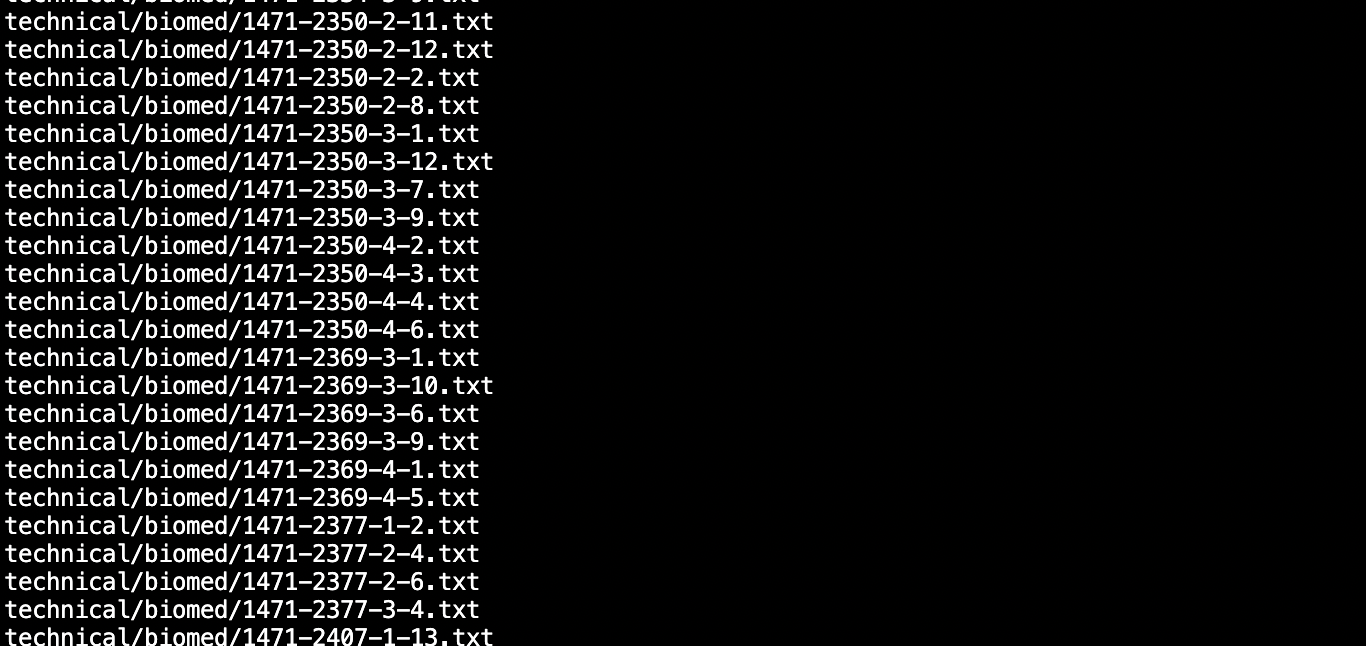 technical/biomed/1471-2350-2-11.txt
technical/biomed/1471-2350-2-12.txt
technical/biomed/1471-2350-2-2.txt
technical/biomed/1471-2350-2-8.txt
technical/biomed/1471-2350-3-1.txt
technical/biomed/1471-2350-3-12.txt
technical/biomed/1471-2350-3-7.txt
technical/biomed/1471-2350-3-9.txt
technical/biomed/1471-2350-4-2.txt
technical/biomed/1471-2350-4-3.txt
technical/biomed/1471-2350-4-4.txt
technical/biomed/1471-2350-4-6.txt
technical/biomed/1471-2369-3-1.txt
technical/biomed/1471-2369-3-10.txt
technical/biomed/1471-2369-3-6.txt
technical/biomed/1471-2369-3-9.txt
technical/biomed/1471-2369-4-1.txt
technical/biomed/1471-2369-4-5.txt
technical/biomed/1471-2377-1-2.txt
technical/biomed/1471-2377-2-4.txt
technical/biomed/1471-2377-2-6.txt
technical/biomed/1471-2377-3-4.txt
technical/biomed/1471-2407-1-13.txt